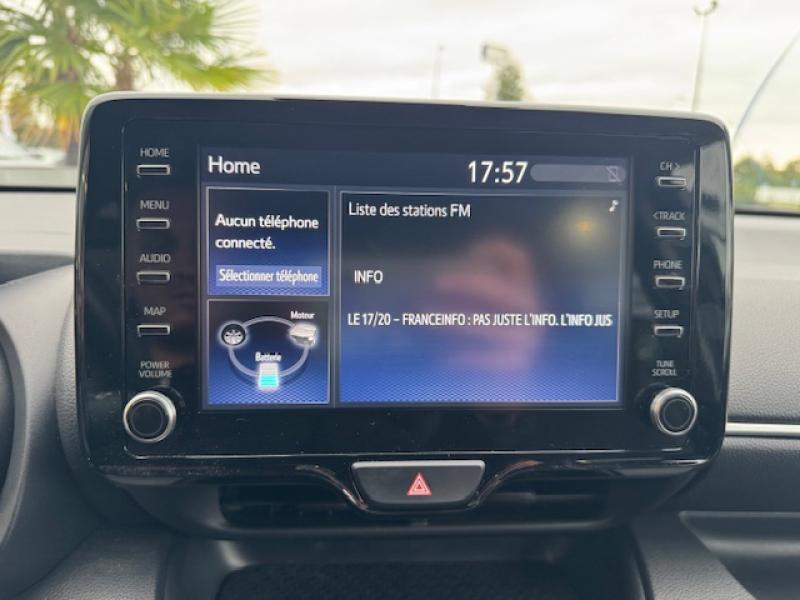 HOME
MENU
AUDIO
MAP
POWER
VOLUME
Home
17:57
Aucun téléphone
connecté.
Sélectionner téléphone
Moteur
Batterie
Liste des stations FM
INFO
LE 17/20 – FRANCEINFO : PAS JUSTE L'INFO. L'INFO JUS
CH >
<TRACK
PHONE
SETUP
TUNE
SCROLL